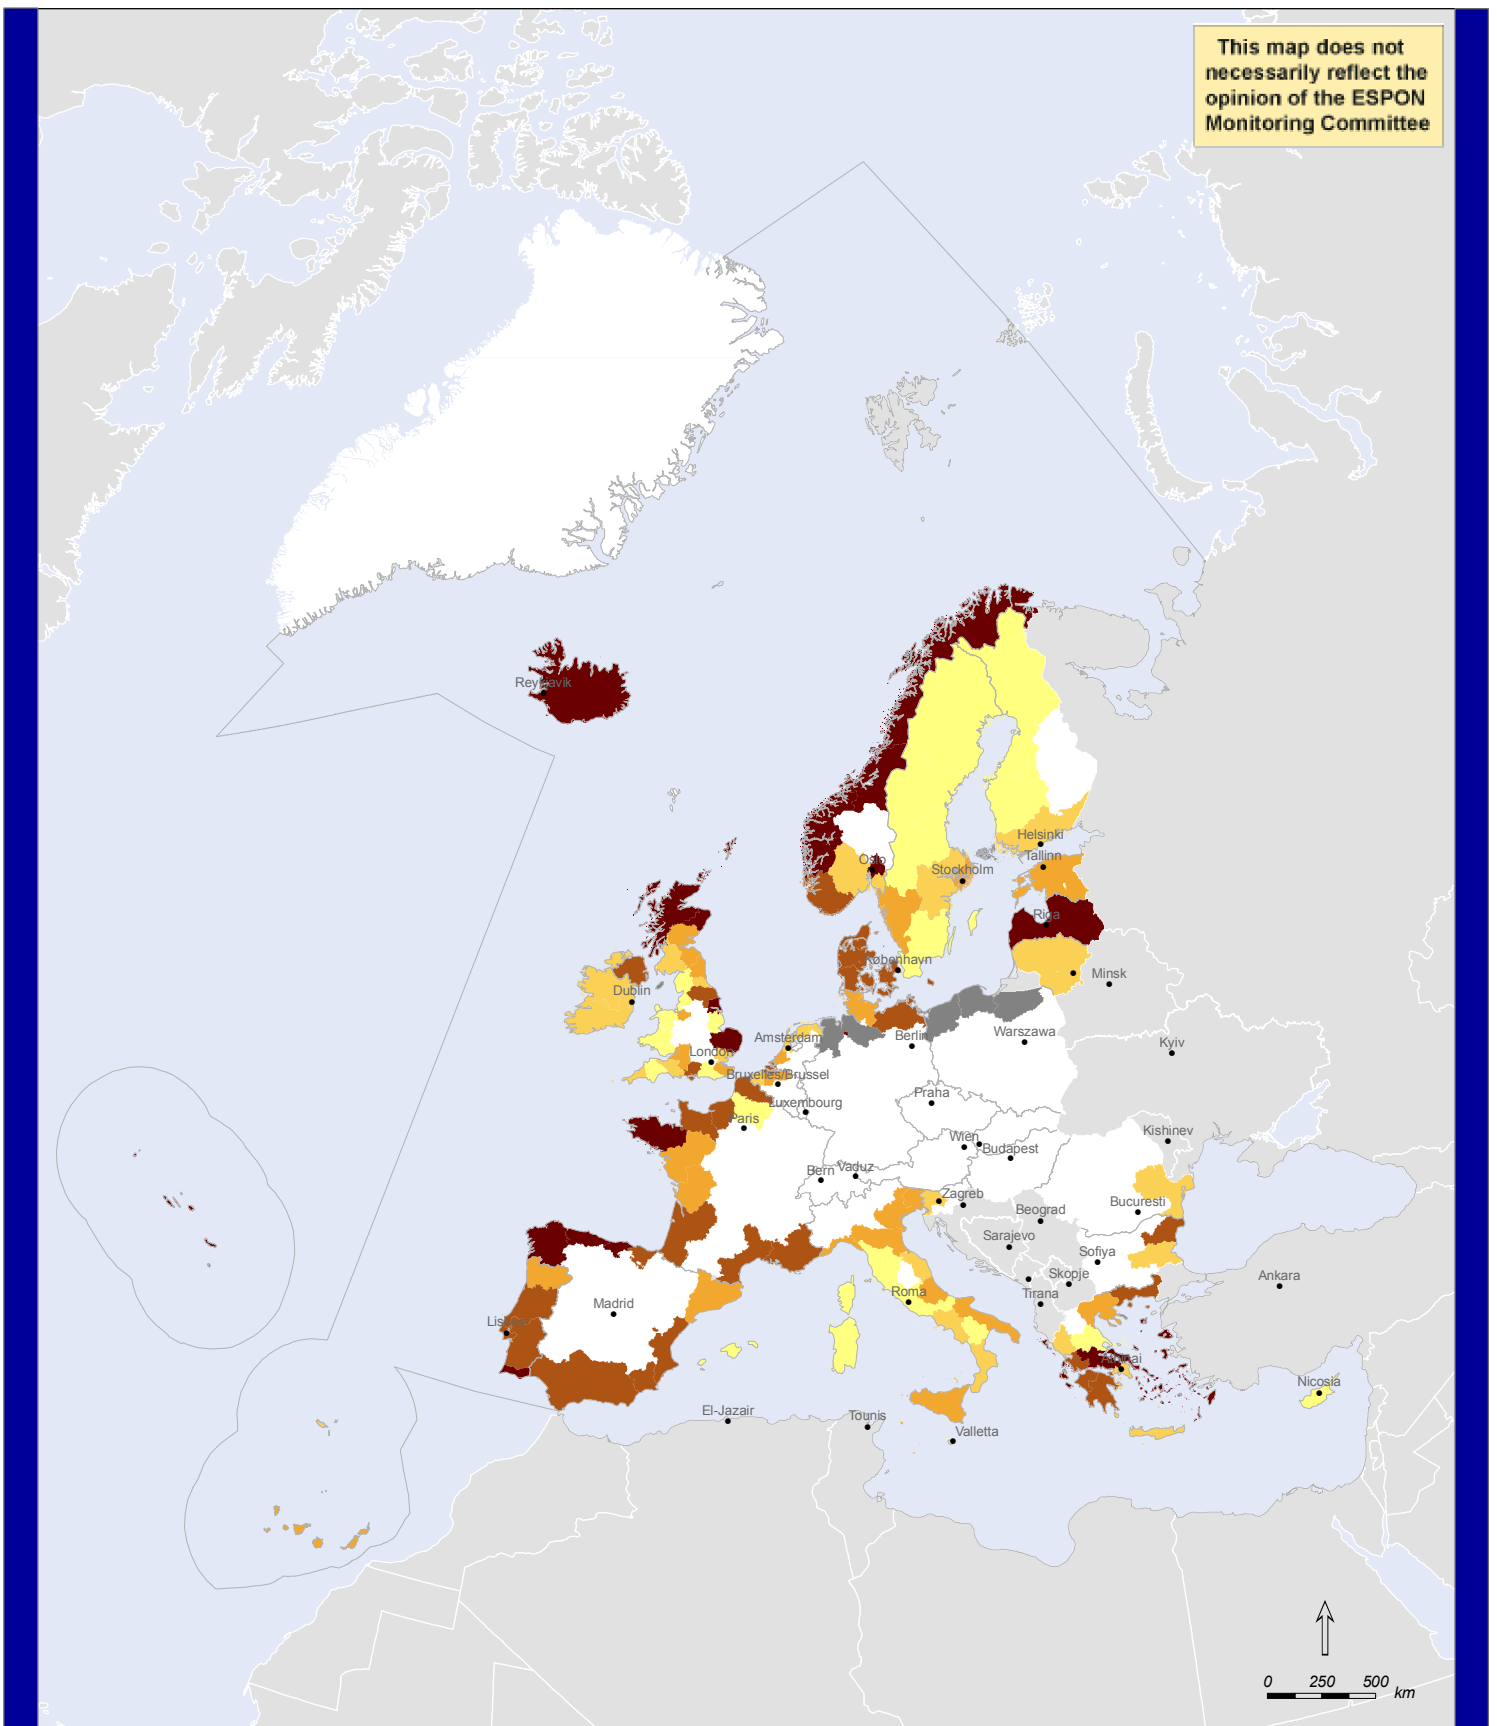 This map does not
necessarily reflect the
opinion of the ESPON
Monitoring Committee
Reykjavik
Helsinki
Tallinn
Oslo
Stockholm
Riga
København
Minsk
Dublin
Warszawa
Amsterdam
Berlin
Kyiv
London
Bruxelles/Brussel
Praha
Luxembourg
Paris
Kishinev
Wien
Budapest
Bern
Vaduz
Zagreb
Bucuresti
Beograd
Sarajevo
Sofiya
Skopje
Ankara
Roma
Tirana
Madrid
Nicosia
El-Jazair
Tounis
Valletta
0 250 500 km